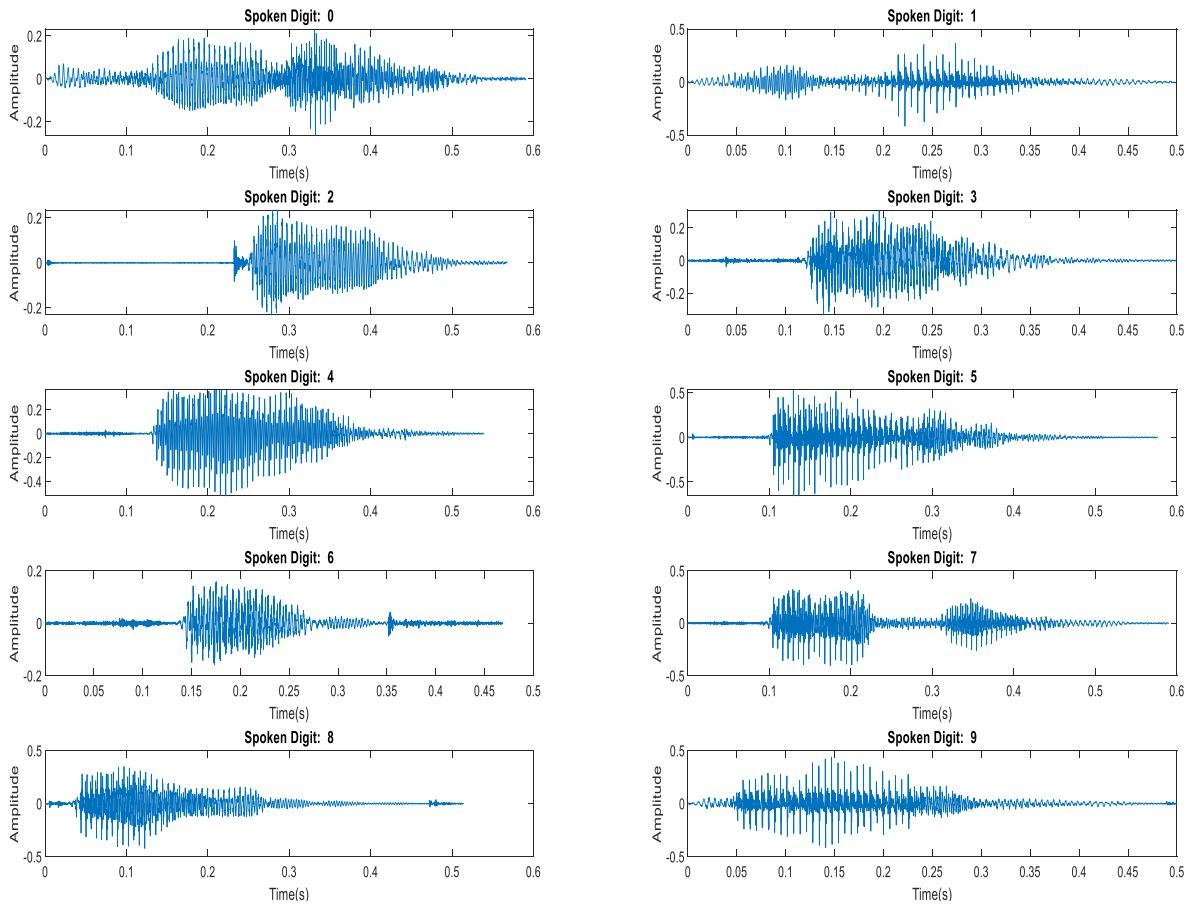 Spoken Digit: 0
0.2
0
-0.2
Amplitude
0 0.1 0.2 0.3 0.4 0.5 0.6
Time(s)
Spoken Digit: 1
0.5
0
-0.5
Amplitude
0 0.05 0.1 0.15 0.2 0.25 0.3 0.35 0.4 0.45 0.5
Time(s)
Spoken Digit: 2
0.2
0
-0.2
Amplitude
0 0.1 0.2 0.3 0.4 0.5 0.6
Time(s)
Spoken Digit: 3
0.2
0
-0.2
Amplitude
0 0.05 0.1 0.15 0.2 0.25 0.3 0.35 0.4 0.45 0.5
Time(s)
Spoken Digit: 4
0.2
0
-0.2
-0.4
Amplitude
0 0.1 0.2 0.3 0.4 0.5 0.6
Time(s)
Spoken Digit: 5
0.5
0
-0.5
Amplitude
0 0.1 0.2 0.3 0.4 0.5 0.6
Time(s)
Spoken Digit: 6
0.2
0
-0.2
Amplitude
0 0.05 0.1 0.15 0.2 0.25 0.3 0.35 0.4 0.45 0.5
Time(s)
Spoken Digit: 7
0.5
0
-0.5
Amplitude
0 0.1 0.2 0.3 0.4 0.5 0.6
Time(s)
Spoken Digit: 8
0.5
0
-0.5
Amplitude
0 0.1 0.2 0.3 0.4 0.5 0.6
Time(s)
Spoken Digit: 9
0.5
0
-0.5
Amplitude
0 0.05 0.1 0.15 0.2 0.25 0.3 0.35 0.4 0.45 0.5
Time(s)